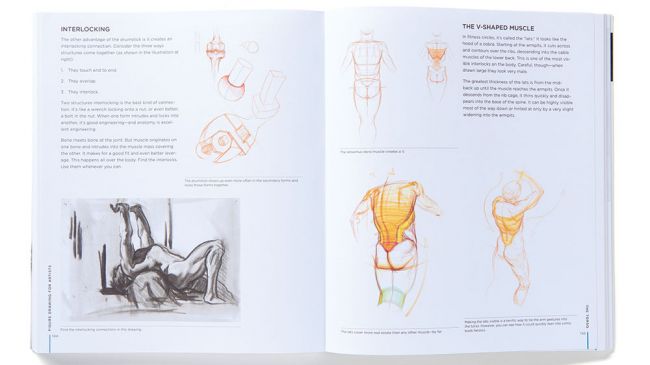 INTERLOCKING
The other advantage of the drumstick is it creates an
interlocking connection. Consider the three ways
structures come together (as shown in the illustration at
right):
1. They touch end to end.
2. They overlap.
3. They interlock.
Two structures interlocking is the best kind of connec-
tion. It's like a wrench locking onto a nut, or even better,
a bolt in the nut. When one form intrudes and locks into
another, it's good engineering—and anatomy is excel-
lent engineering.
Bone meets bone at the joint. But muscle originates on
one bone and intrudes into the muscle mass covering
the other. It makes for a good fit and even better lever-
age. This happens all over the body. Find the interlocks.
Use them whenever you can.
The drumstick shows up even more often in the secondary forms and
locks those forms together.
Find the interlocking connections in this drawing.
FIGURE DRAWING FOR ARTISTS
THE V-SHAPED MUSCLE
In fitness circles, it's called the "lats." It looks like the
hood of a cobra. Starting at the armpits, it cuts across
and contours over the ribs, descending into the cable
muscles of the lower back. This is one of the most vis-
ible interlocks on the body. Careful, though—when
drawn large they look very male.
The greatest thickness of the lats is from the mid-
back up until the muscle reaches the armpits. Once it
descends from the rib cage, it thins quickly and disap-
pears into the base of the spine. It can be highly visible
most of the way down or hinted at only by a very slight
widening into the armpits.
The latissimus dorsi muscle creates a V.
The lats cover more real estate than any other muscle—by far.
Making the lats visible is a terrific way to tie the arm gestures into
the torso. However, you can see how it could quickly veer into comic
book heroics.
THE TORSO